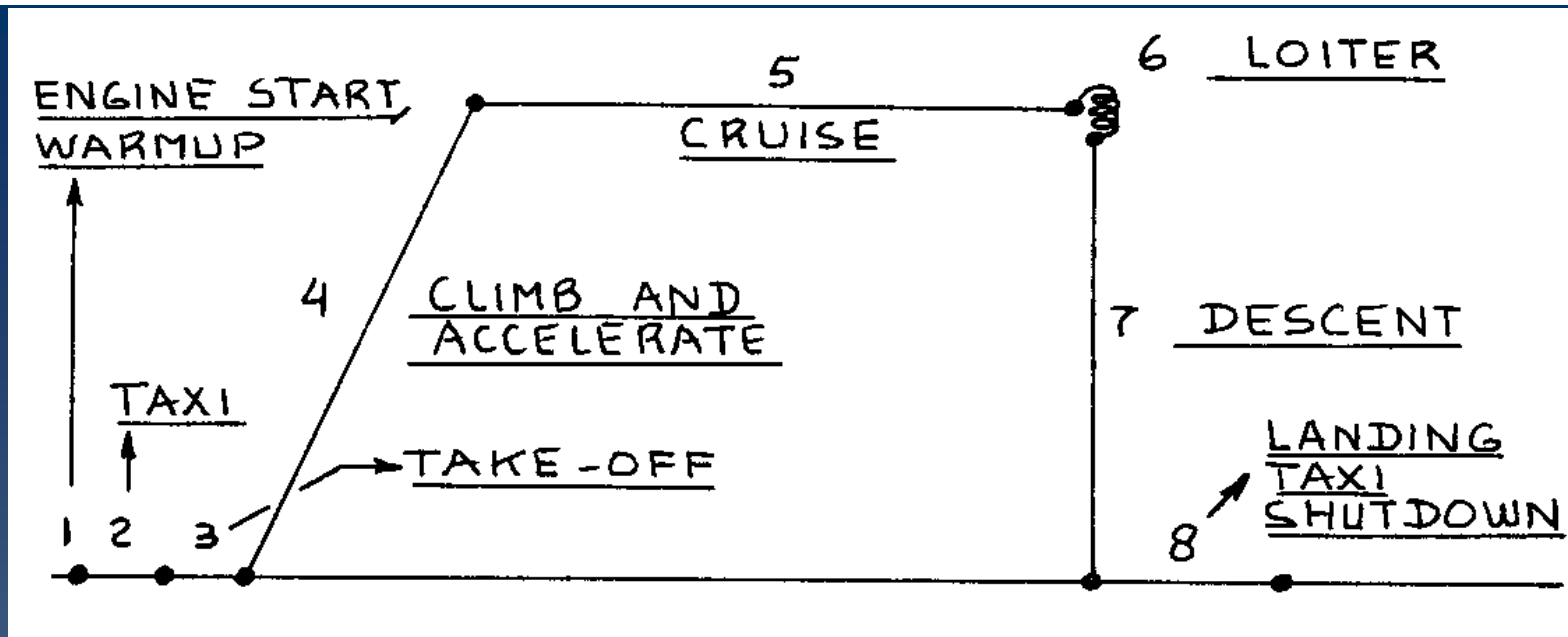 ENGINE START,
WARMUP
5
CRUISE
6 LOITER
4 CLIMB AND
ACCELERATE
7 DESCENT
TAXI
TAKE-OFF
1 2 3
8 LANDING
TAXI
SHUTDOWN